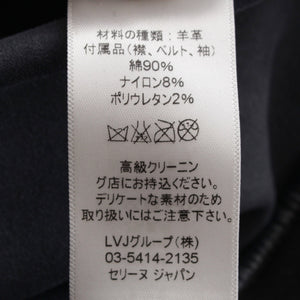 材料の種類：羊革
付属品(襟、ベルト、袖)
綿90%
ナイロン8%
ポリウレタン2%
高級クリーニン
グ店にお持込ください。
デリケートな素材のため
取り扱いにはご注意下さい。
LVJグループ(株)
03-5414-2135
セリーヌ ジャパン